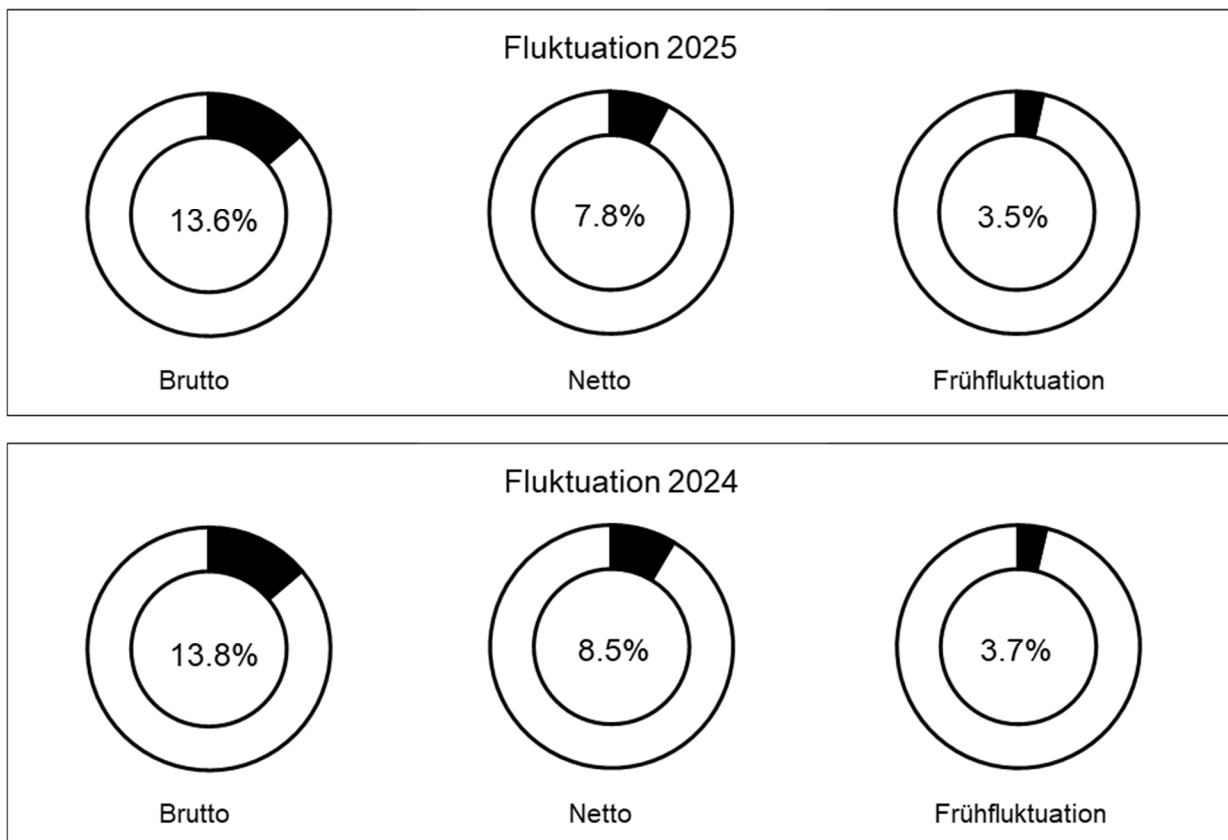 Fluktuation 2025
13.6%
7.8%
3.5%
Brutto
Netto
Frühfluktuation
Fluktuation 2024
13.8%
8.5%
3.7%
Brutto
Netto
Frühfluktuation